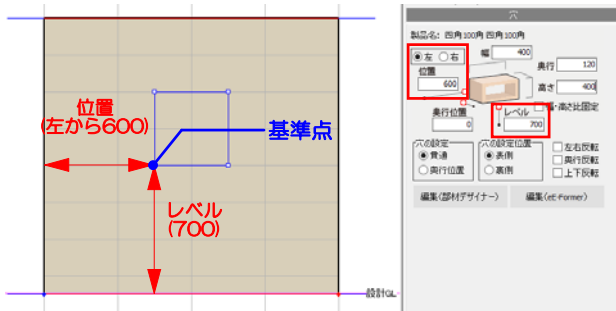 位置
(左から600)
基準点
レベル
(700)
設計GL
製品名: 四角100角 四角100角
左 右
位置
600
幅 400
奥行 120
高さ 400
幅・高さ比固定
奥行位置
0
レベル
700
穴の設定
貫通
奥行位置
穴の設定位置
表側
裏側
左右反転
奥行反転
上下反転
編集(部材デザイナー)
編集(eE-Former)